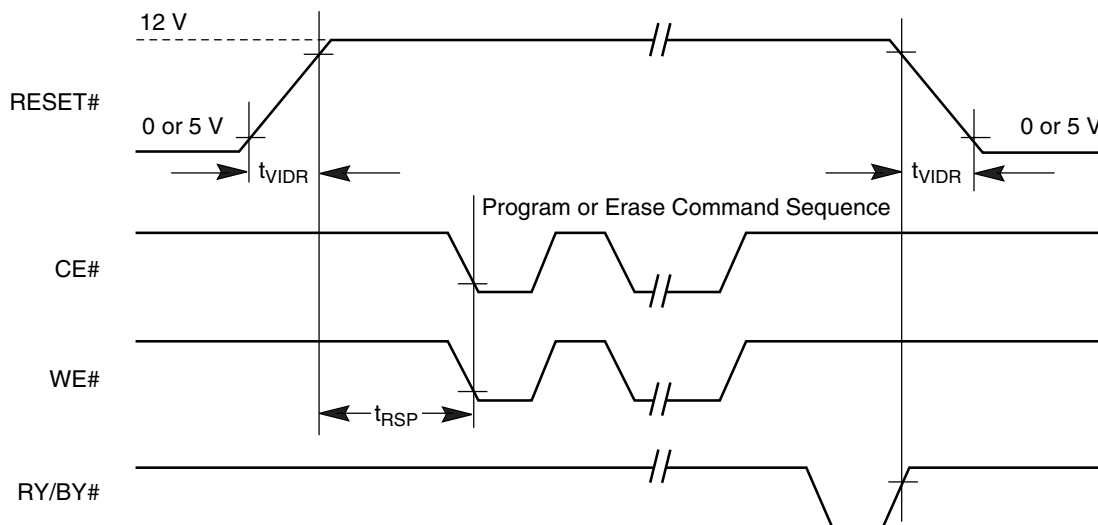 12 V
RESET#
0 or 5 V
0 or 5 V
tVIDR
tVIDR
Program or Erase Command Sequence
CE#
WE#
tRSP
RY/BY#